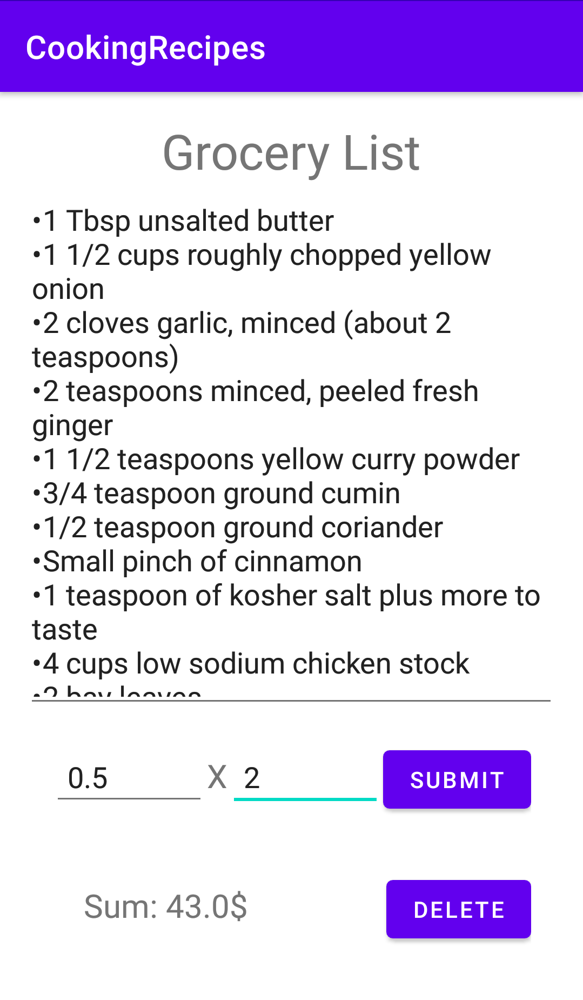 CookingRecipes
Grocery List
•1 Tbsp unsalted butter
•1 1/2 cups roughly chopped yellow
onion
•2 cloves garlic, minced (about 2
teaspoons)
•2 teaspoons minced, peeled fresh
ginger
•1 1/2 teaspoons yellow curry powder
•3/4 teaspoon ground cumin
•1/2 teaspoon ground coriander
•Small pinch of cinnamon
•1 teaspoon of kosher salt plus more to
taste
•4 cups low sodium chicken stock
•2 bay leaves
0.5 X 2 SUBMIT
Sum: 43.0$ DELETE